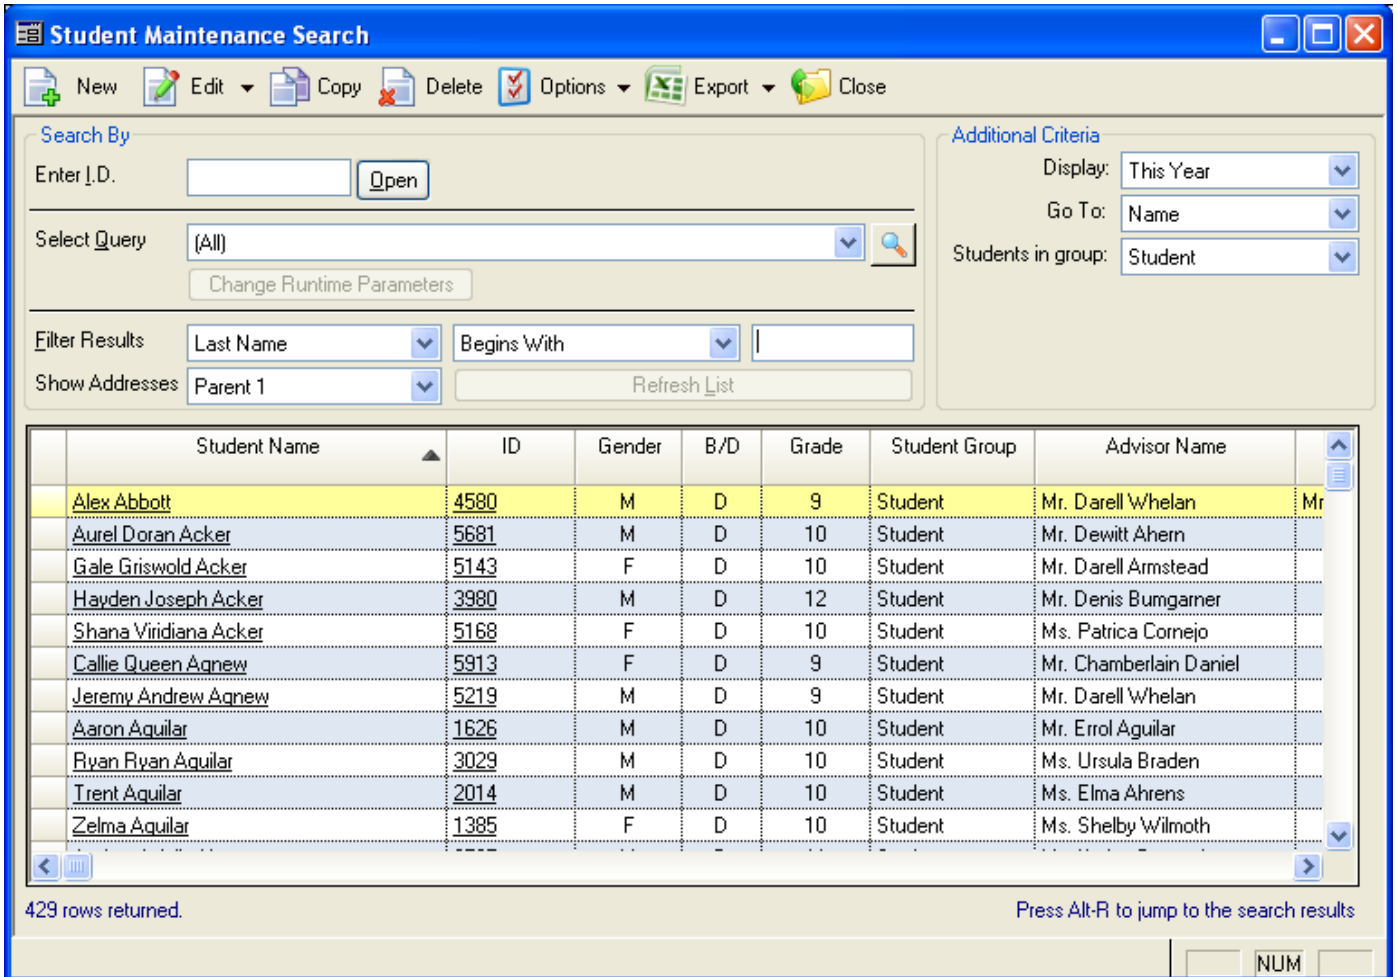 Student Maintenance Search
New Edit Copy Delete Options Export Close
Search By
Enter I.D. Open
Select Query (All)
Change Runtime Parameters
Filter Results Last Name Begins With
Show Addresses Parent 1 Refresh List
Additional Criteria
Display: This Year
Go To: Name
Students in group: Student
Student Name ID Gender B/D Grade Student Group Advisor Name
Alex Abbott 4580 M D 9 Student Mr. Darell Whelan Mr
Aurel Doran Acker 5681 M D 10 Student Mr. Dewitt Ahern
Gale Griswold Acker 5143 F D 10 Student Mr. Darell Armstead
Hayden Joseph Acker 3980 M D 12 Student Mr. Denis Bumgarner
Shana Viridiana Acker 5168 F D 10 Student Ms. Patrica Cornejo
Callie Queen Agnew 5913 F D 9 Student Mr. Chamberlain Daniel
Jeremy Andrew Agnew 5219 M D 9 Student Mr. Darell Whelan
Aaron Aguilar 1626 M D 10 Student Mr. Errol Aguilar
Ryan Ryan Aguilar 3029 M D 10 Student Ms. Ursula Braden
Trent Aguilar 2014 M D 10 Student Ms. Elma Ahrens
Zelma Aguilar 1385 F D 10 Student Ms. Shelby Wilmoth
429 rows returned. Press Alt-R to jump to the search results
NUM